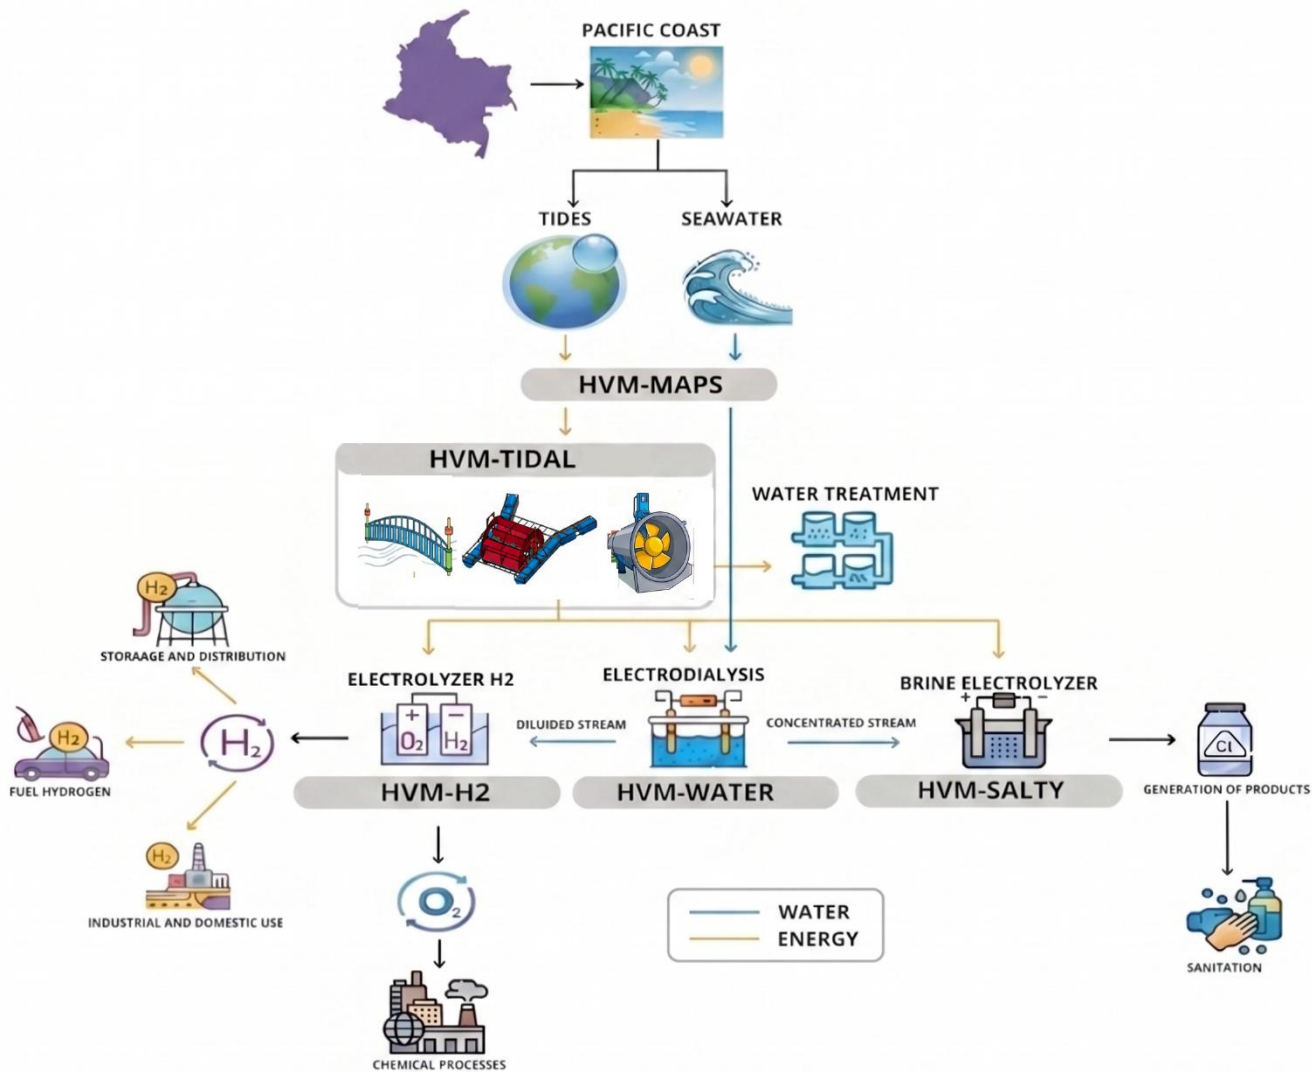 PACIFIC COAST
TIDES
SEAWATER
HVM-MAPS
HVM-TIDAL
WATER TREATMENT
H₂
STORAAGE AND DISTRIBUTION
ELECTROLYZER H2
ELECTRODIALYSIS
BRINE ELECTROLYZER
+ −
+ −
O₂ H₂
DILUIDED STREAM
CONCENTRATED STREAM
H₂
H₂
Cl
FUEL HYDROGEN
HVM-H2
HVM-WATER
HVM-SALTY
GENERATION OF PRODUCTS
H₂
INDUSTRIAL AND DOMESTIC USE
O₂
WATER
ENERGY
SANITATION
CHEMICAL PROCESSES